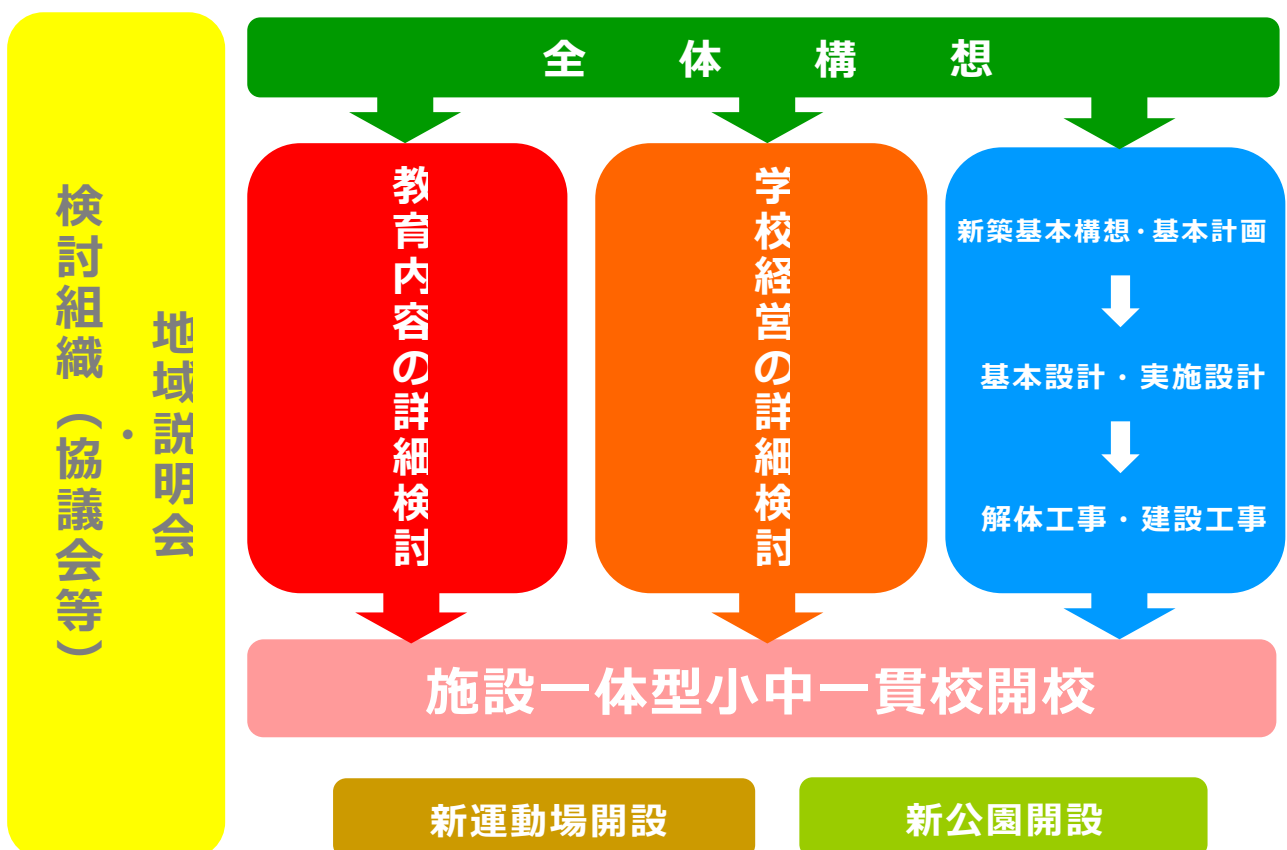 全体構想
地域説明会
・
検討組織（協議会等）
教育内容の詳細検討
学校経営の詳細検討
新築基本構想・基本計画
基本設計・実施設計
解体工事・建設工事
施設一体型小中一貫校開校
新運動場開設
新公園開設